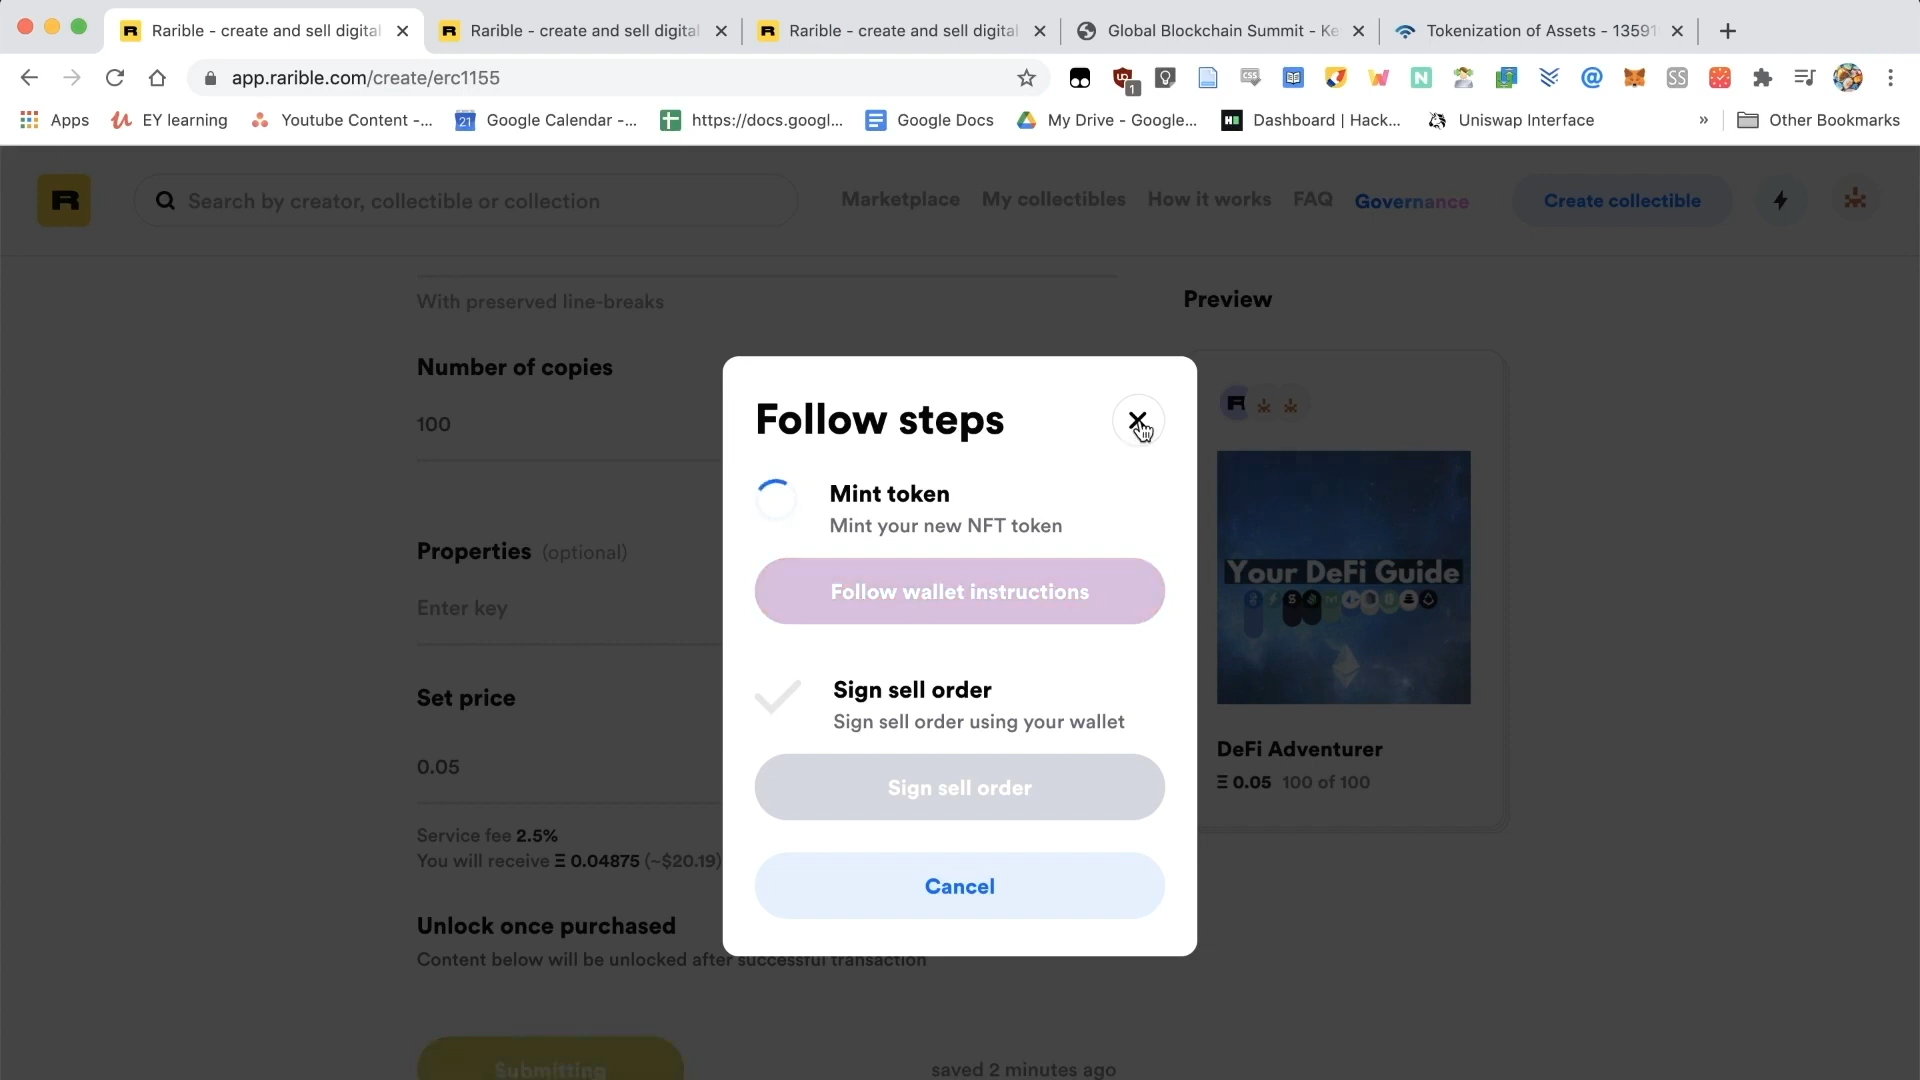 Rarible - create and sell digital
Rarible - create and sell digital
Rarible - create and sell digital
Global Blockchain Summit - Ke
Tokenization of Assets - 13591
app.rarible.com/create/erc1155
1
Apps
EY learning
Youtube Content -...
21
Google Calendar -...
https://docs.googl...
Google Docs
My Drive - Google...
Dashboard | Hack...
Uniswap Interface
»
Other Bookmarks
R
Search by creator, collectible or collection
Marketplace
My collectibles
How it works
FAQ
Governance
Create collectible
With preserved line-breaks
Preview
Number of copies
100
Properties (optional)
Enter key
Set price
0.05
Service fee 2.5%
You will receive Ξ 0.04875 (~$20.19)
Unlock once purchased
Content below will be unlocked after successful transaction
Submitting
saved 2 minutes ago
Follow steps
Mint token
Mint your new NFT token
Follow wallet instructions
Sign sell order
Sign sell order using your wallet
Sign sell order
Cancel
Your DeFi Guide
DeFi Adventurer
Ξ 0.05 100 of 100